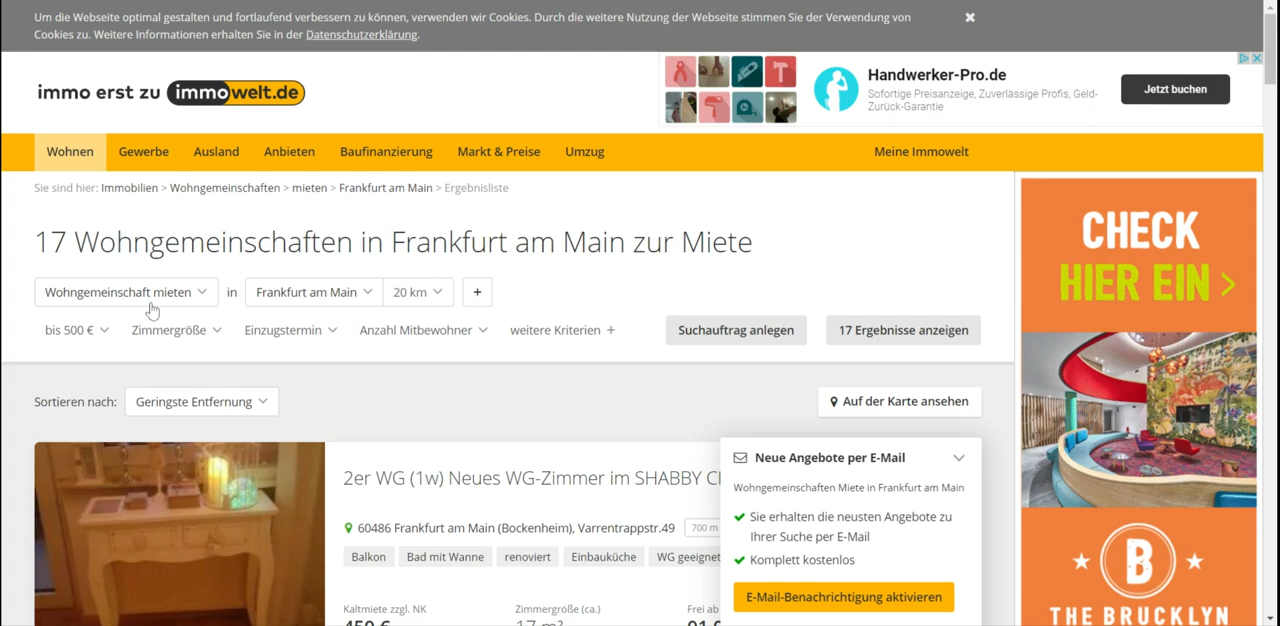 Um die Webseite optimal gestalten und fortlaufend verbessern zu können, verwenden wir Cookies. Durch die weitere Nutzung der Webseite stimmen Sie der Verwendung von
Cookies zu. Weitere Informationen erhalten Sie in der Datenschutzerklärung.
immo erst zu immowelt.de
Handwerker-Pro.de
Sofortige Preisanzeige, Zuverlässige Profis, Geld-
Zurück-Garantie
Jetzt buchen
Wohnen Gewerbe Ausland Anbieten Baufinanzierung Markt & Preise Umzug Meine Immowelt
Sie sind hier: Immobilien > Wohngemeinschaften > mieten > Frankfurt am Main > Ergebnisliste
17 Wohngemeinschaften in Frankfurt am Main zur Miete
Wohngemeinschaft mieten in Frankfurt am Main 20 km +
bis 500 € Zimmergröße Einzugstermin Anzahl Mitbewohner weitere Kriterien + Suchauftrag anlegen 17 Ergebnisse anzeigen
Sortieren nach: Geringste Entfernung Auf der Karte ansehen
2er WG (1w) Neues WG-Zimmer im SHABBY
60486 Frankfurt am Main (Bockenheim), Varrentrappstr.49 700 m
Balkon Bad mit Wanne renoviert Einbauküche WG geeignet
Kaltmiete zzgl. NK Zimmergröße (ca.) Frei ab
450 € 17 m²
Neue Angebote per E-Mail
Wohngemeinschaften Miete in Frankfurt am Main
Sie erhalten die neusten Angebote zu
Ihrer Suche per E-Mail
Komplett kostenlos
E-Mail-Benachrichtigung aktivieren
CHECK
HIER EIN >
B
THE BRUCKLYN